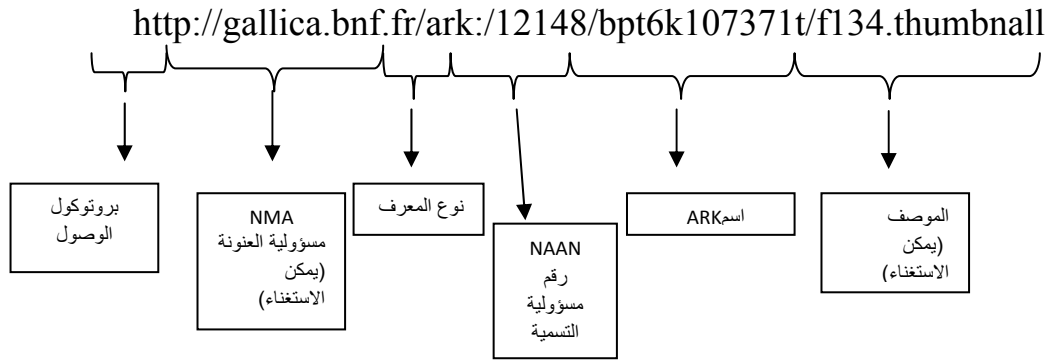 http://gallica.bnf.fr/ark:/12148/bpt6k107371t/f134.thumbnall
بروتوكول
الوصول
NMA
مسؤولية العنونة
(يمكن
الاستغناء)
نوع المعرف
NAAN
رقم
مسؤولية
التسمية
اسمARK
الموصف
(يمكن
الاستغناء)